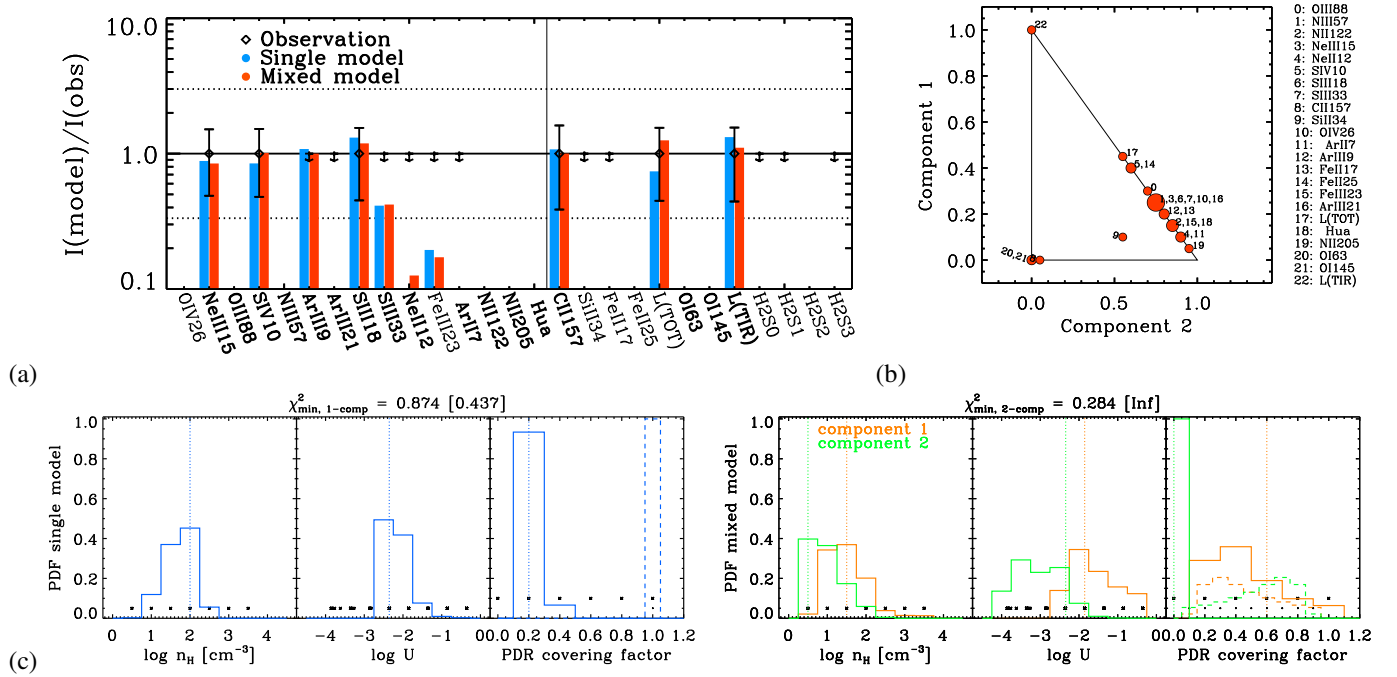 10.0
1.0
0.1
I(model)/I(obs)
Observation
Single model
Mixed model
OIV26
NeIII15
OIII88
SIV10
NIII57
ArIII9
ArIII21
SIII18
SIII33
NeII12
FeIII23
ArII7
NII122
NII205
Hua
CII157
SiII34
FeII17
FeII25
L(TOT)
OI63
OI145
L(TIR)
H2S0
H2S1
H2S2
H2S3
(a)
1.0
0.8
0.6
0.4
0.2
0.0
Component 1
22
17
5,14
0
1,3,6,7,10,16
12,13
2,15,18
4,11
19
9
20,21
0.0 0.5 1.0
Component 2
0: OIII88
1: NIII57
2: NII122
3: NeIII15
4: NeII12
5: SIV10
6: SIII18
7: SIII33
8: CII157
9: SiII34
10: OIV26
11: ArII7
12: ArIII9
13: FeII17
14: FeII25
15: FeIII23
16: ArIII21
17: L(TOT)
18: Hua
19: NII205
20: OI63
21: OI145
22: L(TIR)
(b)
χ²min, 1-comp = 0.874 [0.437]
1.0
0.8
0.6
0.4
0.2
0.0
PDF single model
0 1 2 3 4
−4 −3 −2 −1
0.0 0.2 0.4 0.6 0.8 1.0 1.2
log nH [cm⁻³]
log U
PDR covering factor
χ²min, 2-comp = 0.284 [Inf]
component 1
component 2
1.0
0.8
0.6
0.4
0.2
0.0
PDF mixed model
0 1 2 3 4
−4 −3 −2 −1
0.0 0.2 0.4 0.6 0.8 1.0 1.2
log nH [cm⁻³]
log U
PDR covering factor
(c)